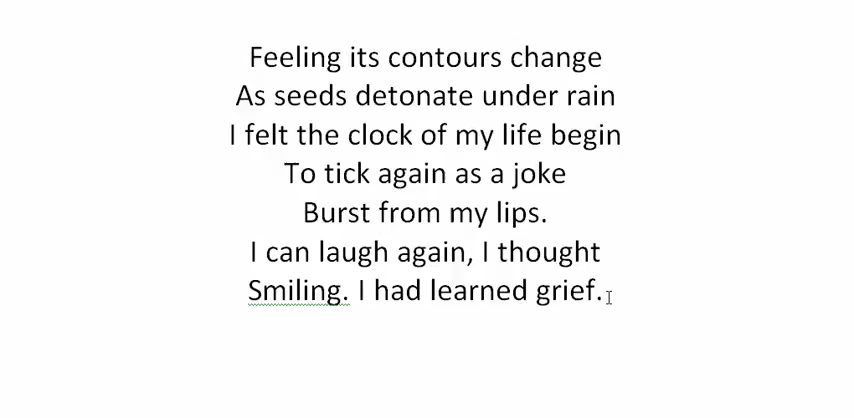 Feeling its contours change
As seeds detonate under rain
I felt the clock of my life begin
To tick again as a joke
Burst from my lips.
I can laugh again, I thought
Smiling. I had learned grief.